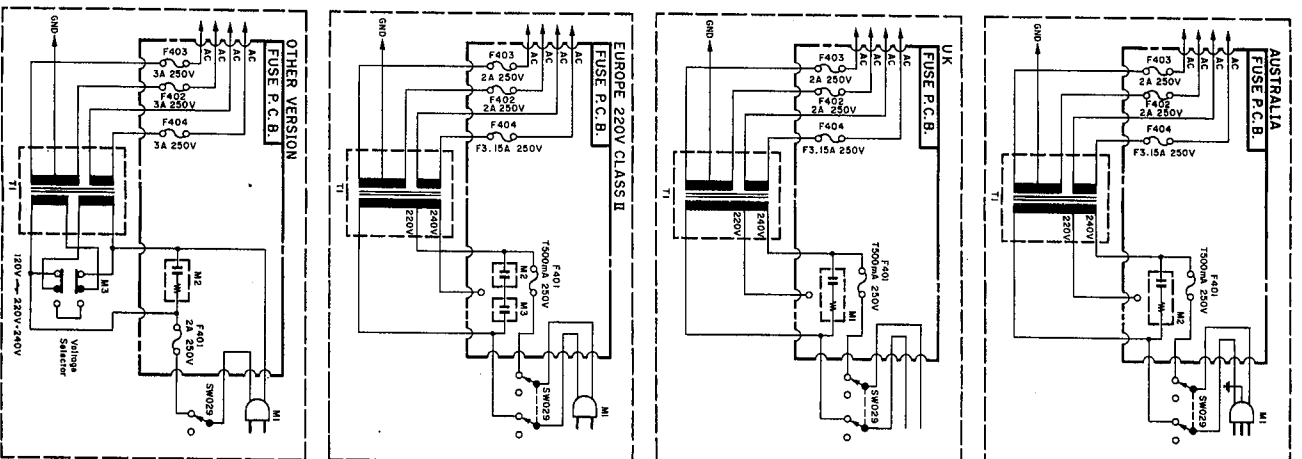 OTHER VERSION
FUSE P.C.B.
GND
AC
AC
AC
AC
F403
3A 250V
F402
3A 250V
F404
3A 250V
T1
M2
M3
F401
2A 250V
120V ⟷ 220V-240V
Voltage
Selector
SW029
M1
EUROPE 220V CLASS II
FUSE P.C.B.
GND
AC
AC
AC
AC
F403
2A 250V
F402
2A 250V
F404
F3.15A 250V
T1
240V
220V
F401
T500mA 250V
M2
M3
SW029
M1
UK
FUSE P.C.B.
GND
AC
AC
AC
AC
F403
2A 250V
F402
2A 250V
F404
F3.15A 250V
T1
240V
220V
F401
T500mA 250V
M1
SW029
AUSTRALIA
FUSE P.C.B.
GND
AC
AC
AC
AC
F403
2A 250V
F402
2A 250V
F404
F3.15A 250V
T1
240V
220V
F401
T500mA 250V
M2
SW029
M1